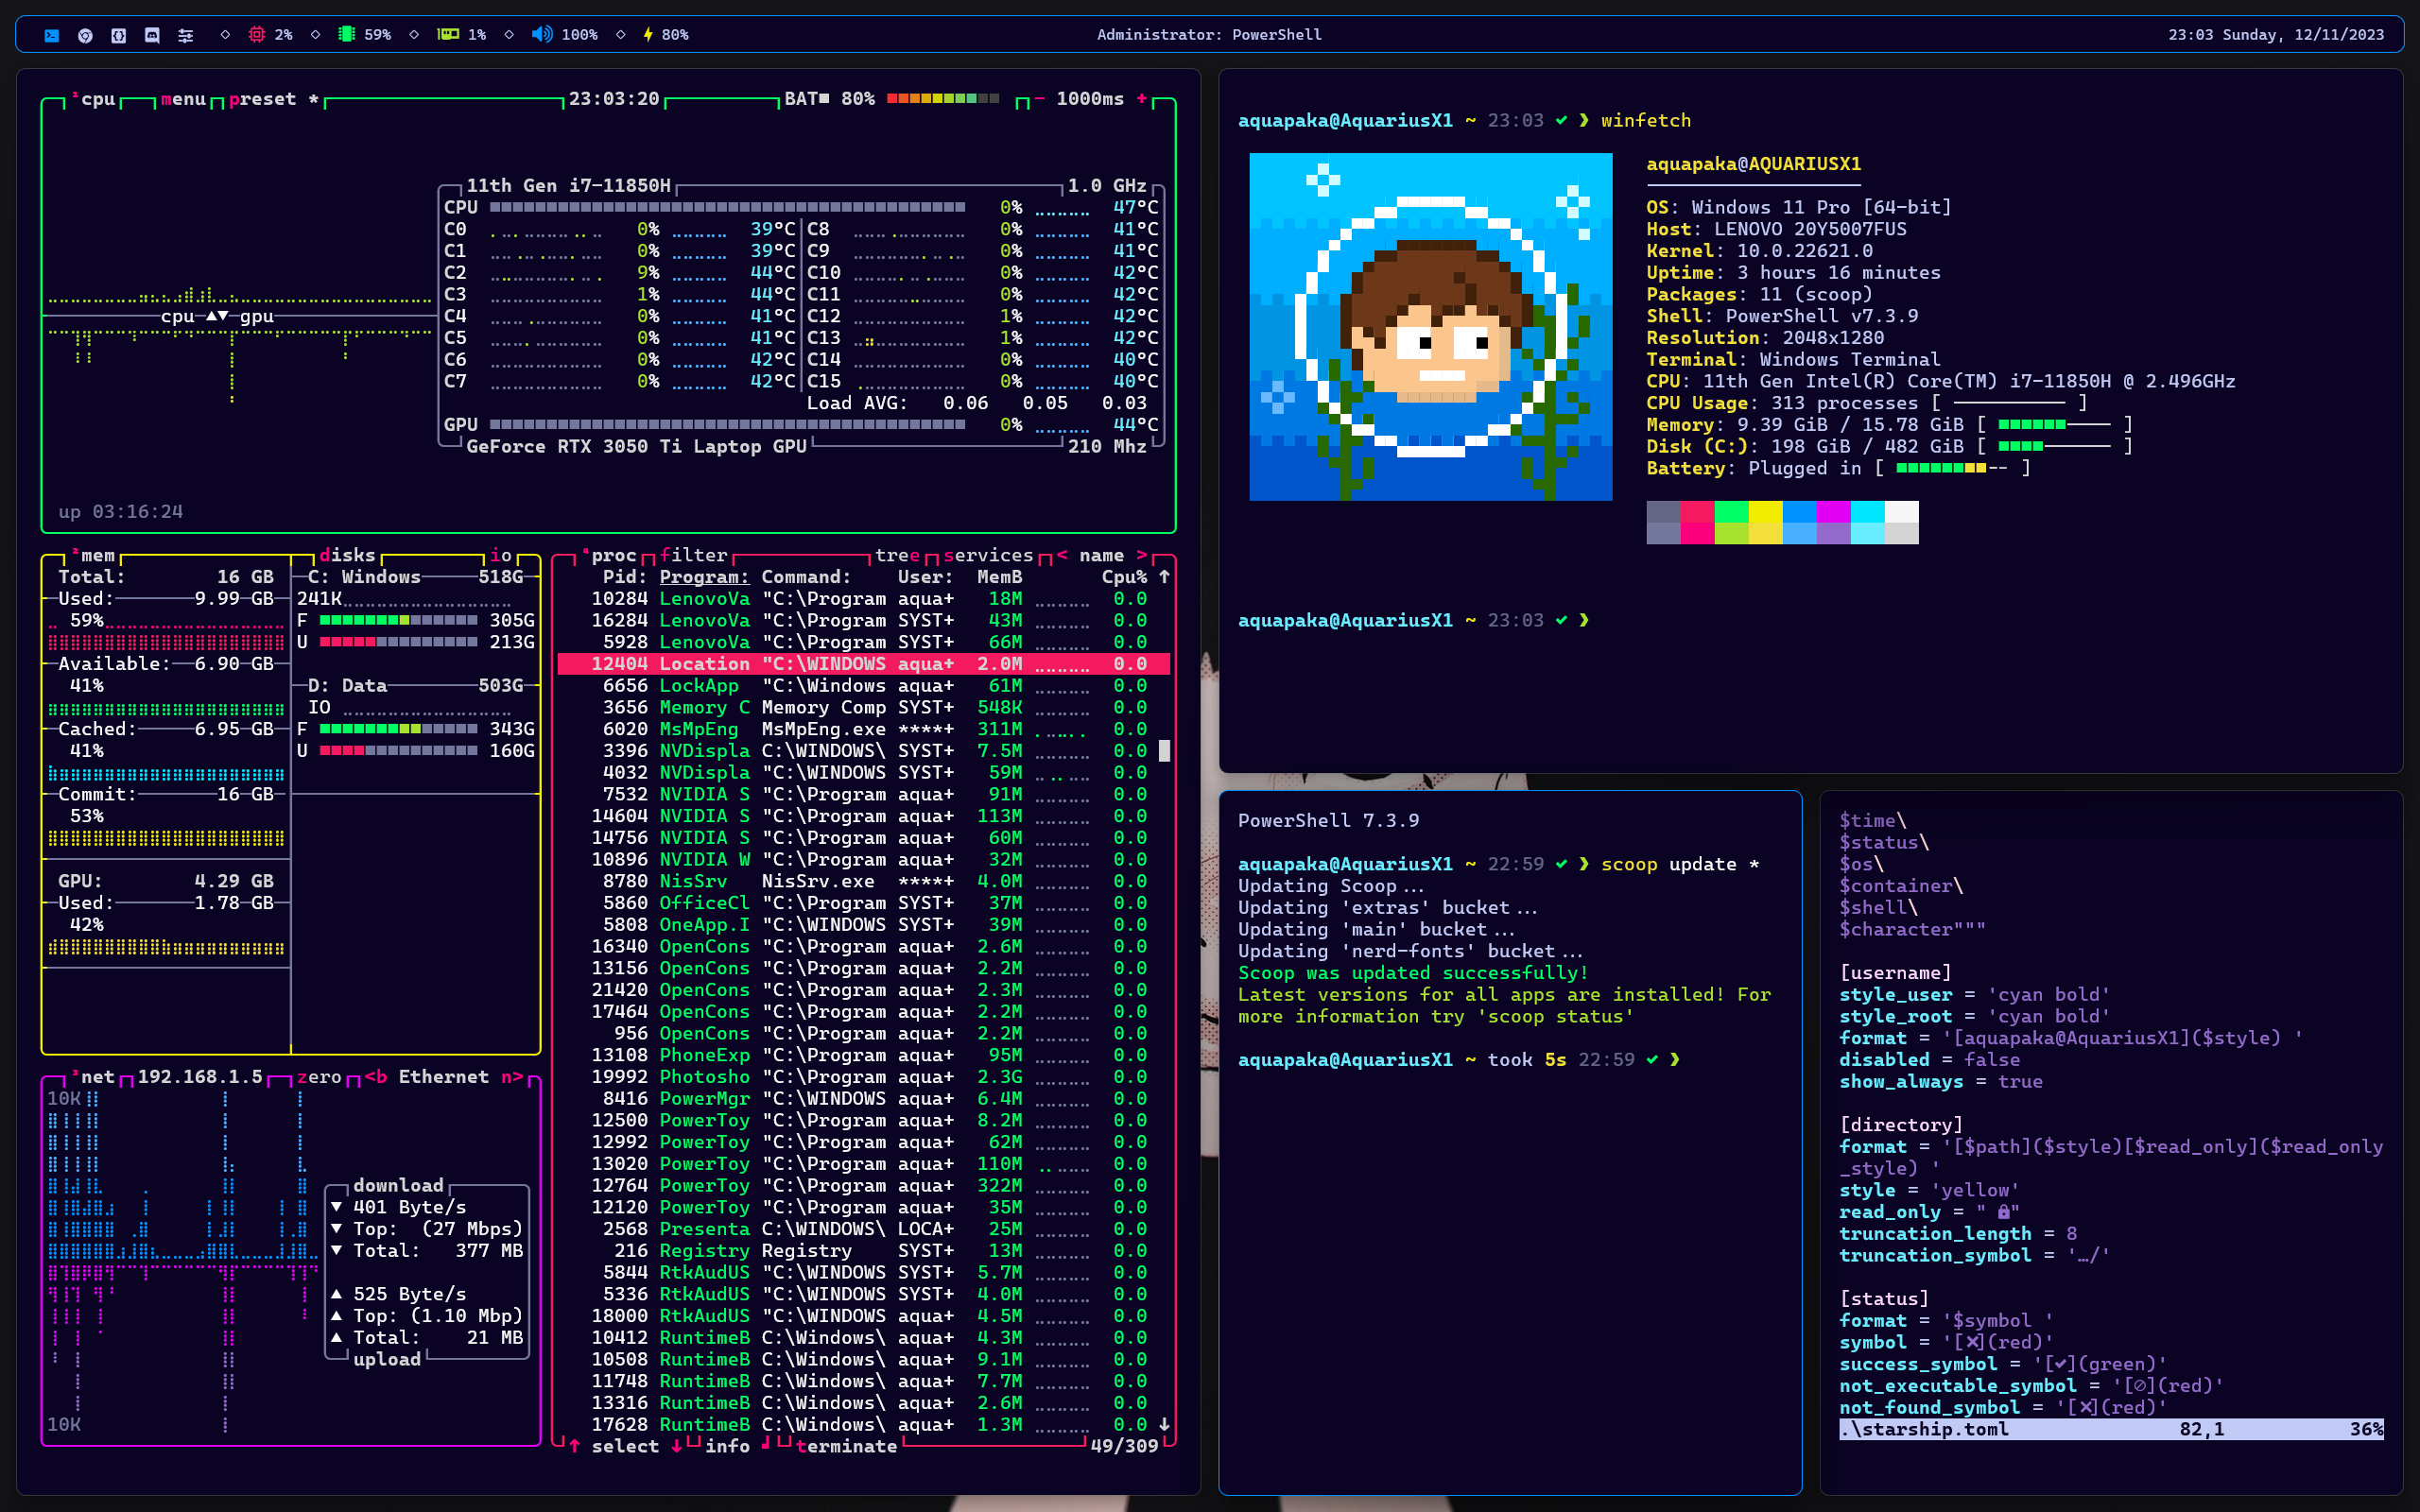 2% 59% 1% 100% 80%
Administrator: PowerShell
23:03 Sunday, 12/11/2023
¹cpu menu preset * 23:03:20 BAT 80% - 1000ms +
11th Gen i7-11850H 1.0 GHz
CPU 0% 47°C
C0 0% 39°C C8 0% 41°C
C1 0% 39°C C9 0% 41°C
C2 9% 44°C C10 0% 42°C
C3 1% 44°C C11 0% 42°C
cpu ▲▼ gpu
C4 0% 41°C C12 1% 42°C
C5 0% 41°C C13 1% 42°C
C6 0% 42°C C14 0% 40°C
C7 0% 42°C C15 0% 40°C
Load AVG: 0.06 0.05 0.03
GPU 0% 44°C
GeForce RTX 3050 Ti Laptop GPU 210 Mhz
up 03:16:24
²mem
Total: 16 GB
Used: 9.99 GB
59%
Available: 6.90 GB
41%
Cached: 6.95 GB
41%
Commit: 16 GB
53%
GPU: 4.29 GB
Used: 1.78 GB
42%
disks io
C: Windows 518G
241K
F 305G
U 213G
D: Data 503G
IO
F 343G
U 160G
³net 192.168.1.5 zero <b Ethernet n>
10K
download
▼ 401 Byte/s
▼ Top: (27 Mbps)
▼ Total: 377 MB
▲ 525 Byte/s
▲ Top: (1.10 Mbp)
▲ Total: 21 MB
upload
10K
⁴proc filter tree services < name >
Pid: Program: Command: User: MemB Cpu% ↑
10284 LenovoVa "C:\Program aqua+ 18M 0.0
16284 LenovoVa "C:\Program SYST+ 43M 0.0
5928 LenovoVa "C:\Program SYST+ 66M 0.0
12404 Location "C:\WINDOWS aqua+ 2.0M 0.0
6656 LockApp "C:\Windows aqua+ 61M 0.0
3656 Memory C Memory Comp SYST+ 548K 0.0
6020 MsMpEng MsMpEng.exe ****+ 311M 0.0
3396 NVDispla C:\WINDOWS\ SYST+ 7.5M 0.0
4032 NVDispla "C:\WINDOWS SYST+ 59M 0.0
7532 NVIDIA S "C:\Program SYST+ 91M 0.0
14604 NVIDIA S "C:\Program aqua+ 113M 0.0
14756 NVIDIA S "C:\Program aqua+ 60M 0.0
10896 NVIDIA W "C:\Program aqua+ 32M 0.0
8780 NisSrv NisSrv.exe ****+ 4.0M 0.0
5860 OfficeCl "C:\Program SYST+ 37M 0.0
5808 OneApp.I "C:\WINDOWS SYST+ 39M 0.0
16340 OpenCons "C:\Program aqua+ 2.6M 0.0
13156 OpenCons "C:\Program aqua+ 2.2M 0.0
21420 OpenCons "C:\Program aqua+ 2.3M 0.0
17464 OpenCons "C:\Program aqua+ 2.2M 0.0
956 OpenCons "C:\Program aqua+ 2.2M 0.0
13108 PhoneExp "C:\Program aqua+ 95M 0.0
19992 Photosho "C:\Program aqua+ 2.3G 0.0
8416 PowerMgr "C:\WINDOWS aqua+ 6.4M 0.0
12500 PowerToy "C:\Program aqua+ 8.2M 0.0
12992 PowerToy "C:\Program aqua+ 62M 0.0
13020 PowerToy "C:\Program aqua+ 110M 0.0
12764 PowerToy "C:\Program aqua+ 322M 0.0
12120 PowerToy "C:\Program aqua+ 35M 0.0
2568 Presenta C:\WINDOWS\ LOCA+ 25M 0.0
216 Registry Registry SYST+ 13M 0.0
5844 RtkAudUS "C:\WINDOWS SYST+ 5.7M 0.0
5336 RtkAudUS "C:\WINDOWS SYST+ 4.0M 0.0
18000 RtkAudUS "C:\WINDOWS aqua+ 4.5M 0.0
10412 RuntimeB C:\Windows\ aqua+ 4.3M 0.0
10508 RuntimeB C:\Windows\ aqua+ 9.1M 0.0
11748 RuntimeB C:\Windows\ aqua+ 7.7M 0.0
13316 RuntimeB C:\Windows\ aqua+ 2.6M 0.0
17628 RuntimeB C:\Windows\ aqua+ 1.3M 0.0 ↓
↑ select ↓ info ┛ terminate 49/309
aquapaka@AquariusX1 ~ 23:03 ✔ ❯ winfetch
aquapaka@AQUARIUSX1
OS: Windows 11 Pro [64-bit]
Host: LENOVO 20Y5007FUS
Kernel: 10.0.22621.0
Uptime: 3 hours 16 minutes
Packages: 11 (scoop)
Shell: PowerShell v7.3.9
Resolution: 2048x1280
Terminal: Windows Terminal
CPU: 11th Gen Intel(R) Core(TM) i7-11850H @ 2.496GHz
CPU Usage: 313 processes [ ────────── ]
Memory: 9.39 GiB / 15.78 GiB [ ■■■■■■──── ]
Disk (C:): 198 GiB / 482 GiB [ ■■■■────── ]
Battery: Plugged in [ ■■■■■■■■-- ]
aquapaka@AquariusX1 ~ 23:03 ✔ ❯
PowerShell 7.3.9
aquapaka@AquariusX1 ~ 22:59 ✔ ❯ scoop update *
Updating Scoop...
Updating 'extras' bucket...
Updating 'main' bucket...
Updating 'nerd-fonts' bucket...
Scoop was updated successfully!
Latest versions for all apps are installed! For
more information try 'scoop status'
aquapaka@AquariusX1 ~ took 5s 22:59 ✔ ❯
$time\
$status\
$os\
$container\
$shell\
$character"""
[username]
style_user = 'cyan bold'
style_root = 'cyan bold'
format = '[aquapaka@AquariusX1]($style) '
disabled = false
show_always = true
[directory]
format = '[$path]($style)[$read_only]($read_only
_style) '
style = 'yellow'
read_only = " 🔒"
truncation_length = 8
truncation_symbol = '…/'
[status]
format = '$symbol '
symbol = '[✘](red)'
success_symbol = '[✔](green)'
not_executable_symbol = '[⊘](red)'
not_found_symbol = '[✘](red)'
.\starship.toml 82,1 36%